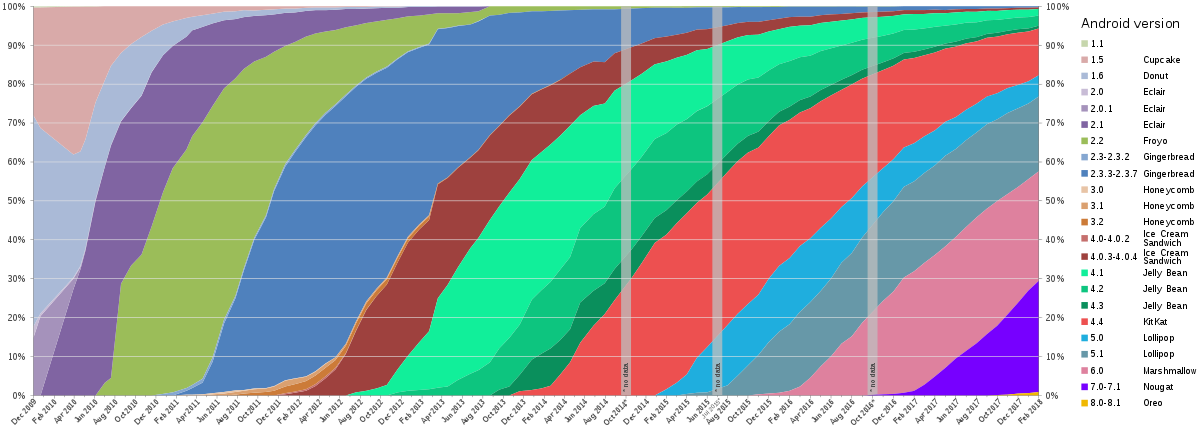 100%
90%
80%
70%
60%
50%
40%
30%
20%
10%
0%
100%
90%
80%
70%
60%
50%
40%
30%
20%
10%
0%
* no data
* no data
* no data
Dec 2009
Feb 2010
Apr 2010
Jun 2010
Aug 2010
Oct 2010
Dec 2010
Feb 2011
Apr 2011
Jun 2011
Aug 2011
Oct 2011
Dec 2011
Feb 2012
Apr 2012
Jun 2012
Aug 2012
Oct 2012
Dec 2012
Feb 2013
Apr 2013
Jun 2013
Aug 2013
Oct 2013
Dec 2013
Feb 2014
Apr 2014
Jun 2014
Aug 2014
Oct 2014
Dec 2014
Feb 2015
Apr 2015
Jun 2015
Jul 2015
Aug 2015
Oct 2015
Dec 2015
Feb 2016
Apr 2016
Jun 2016
Aug 2016
Oct 2016
Dec 2016
Feb 2017
Apr 2017
Jun 2017
Aug 2017
Oct 2017
Dec 2017
Feb 2018
Android version
1.1
1.5 Cupcake
1.6 Donut
2.0 Eclair
2.0.1 Eclair
2.1 Eclair
2.2 Froyo
2.3-2.3.2 Gingerbread
2.3.3-2.3.7 Gingerbread
3.0 Honeycomb
3.1 Honeycomb
3.2 Honeycomb
4.0-4.0.2 Ice Cream
Sandwich
4.0.3-4.0.4 Ice Cream
Sandwich
4.1 Jelly Bean
4.2 Jelly Bean
4.3 Jelly Bean
4.4 KitKat
5.0 Lollipop
5.1 Lollipop
6.0 Marshmallow
7.0-7.1 Nougat
8.0-8.1 Oreo